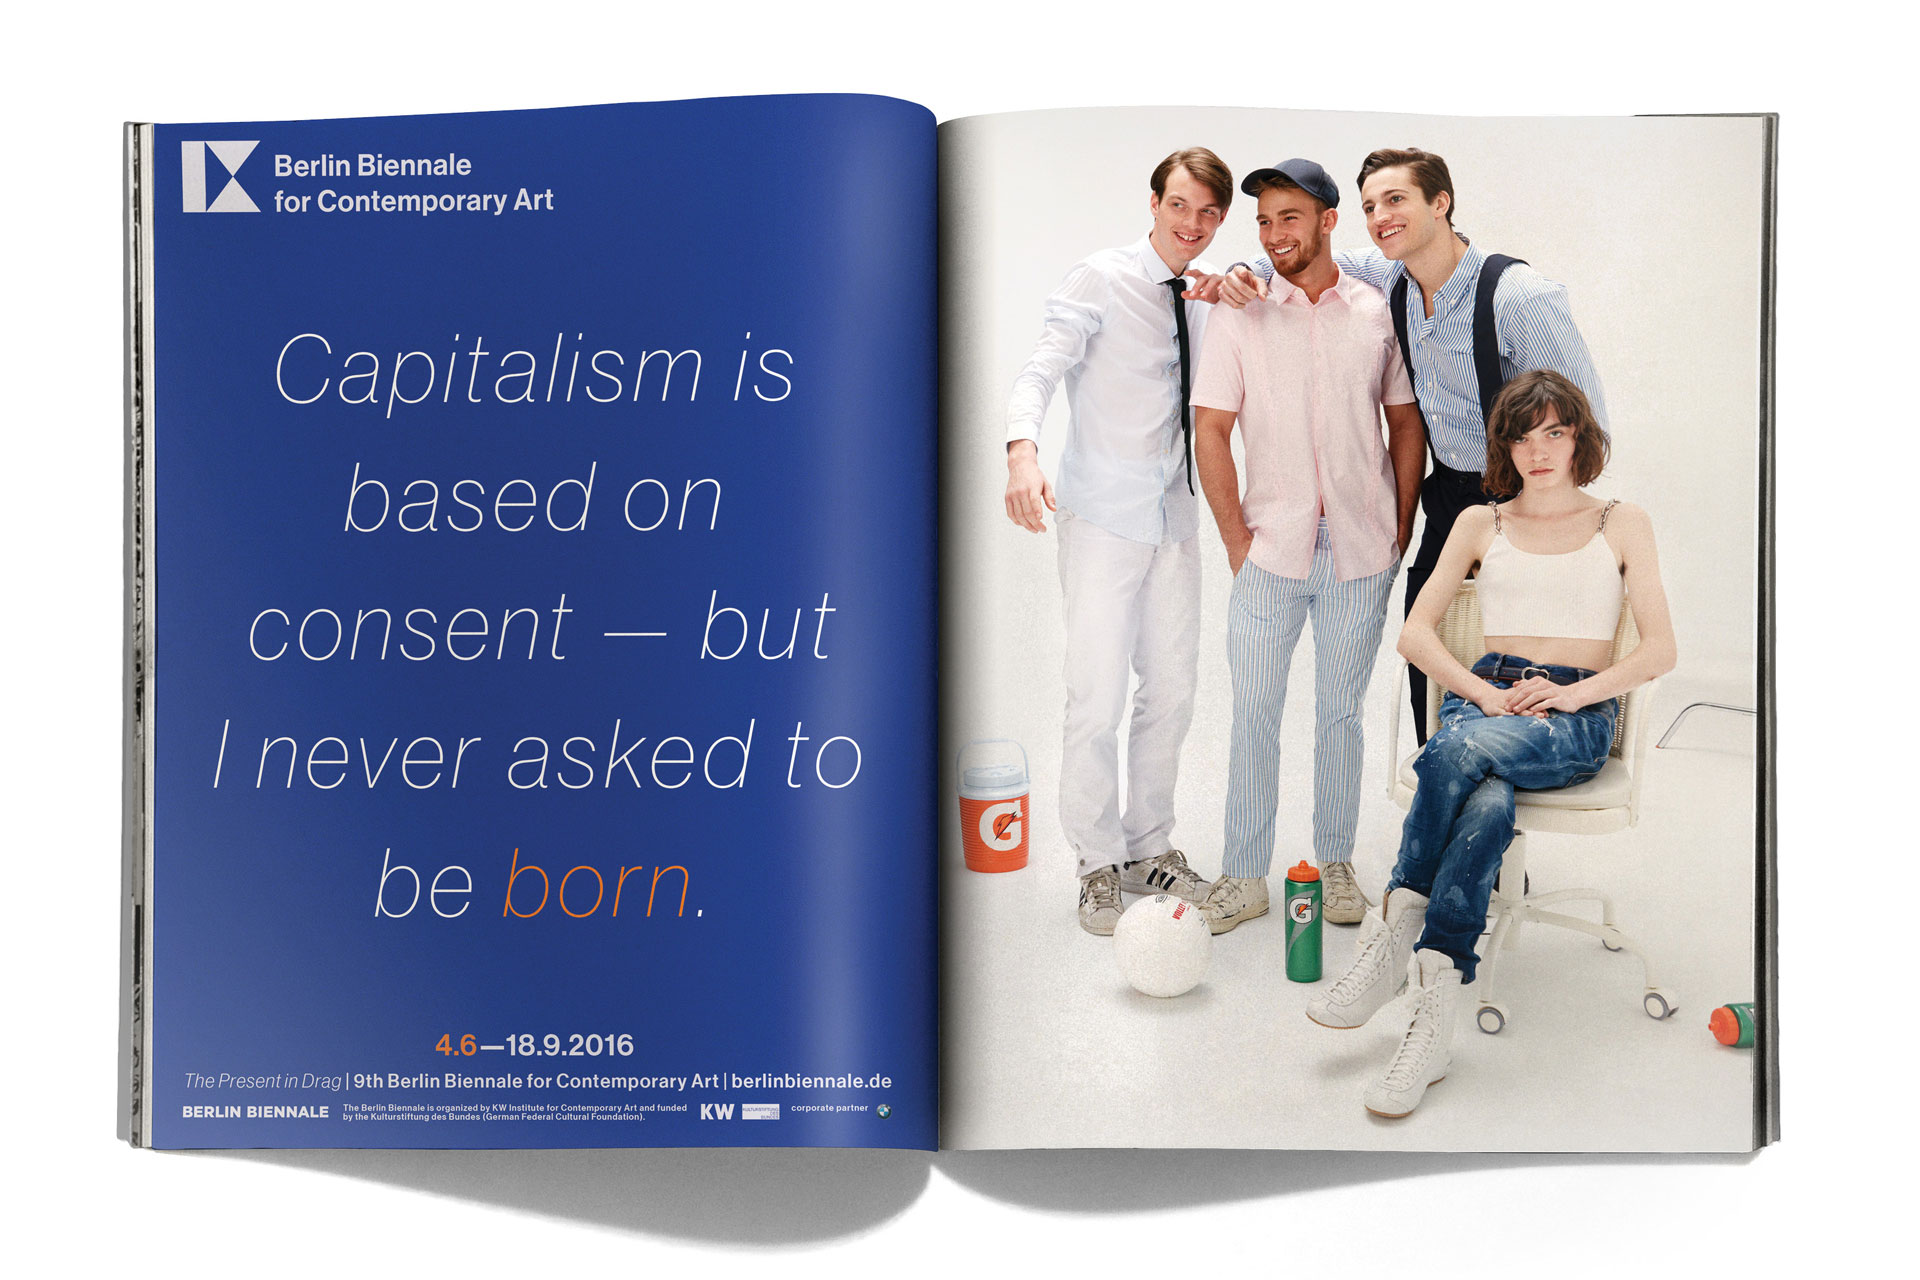 Berlin Biennale
for Contemporary Art
Capitalism is
based on
consent — but
I never asked to
be born.
4.6—18.9.2016
The Present in Drag | 9th Berlin Biennale for Contemporary Art | berlinbiennale.de
BERLIN BIENNALE
The Berlin Biennale is organized by KW Institute for Contemporary Art and funded
by the Kulturstiftung des Bundes (German Federal Cultural Foundation).
KW
KULTURSTIFTUNG
DES
BUNDES
corporate partner
G
G